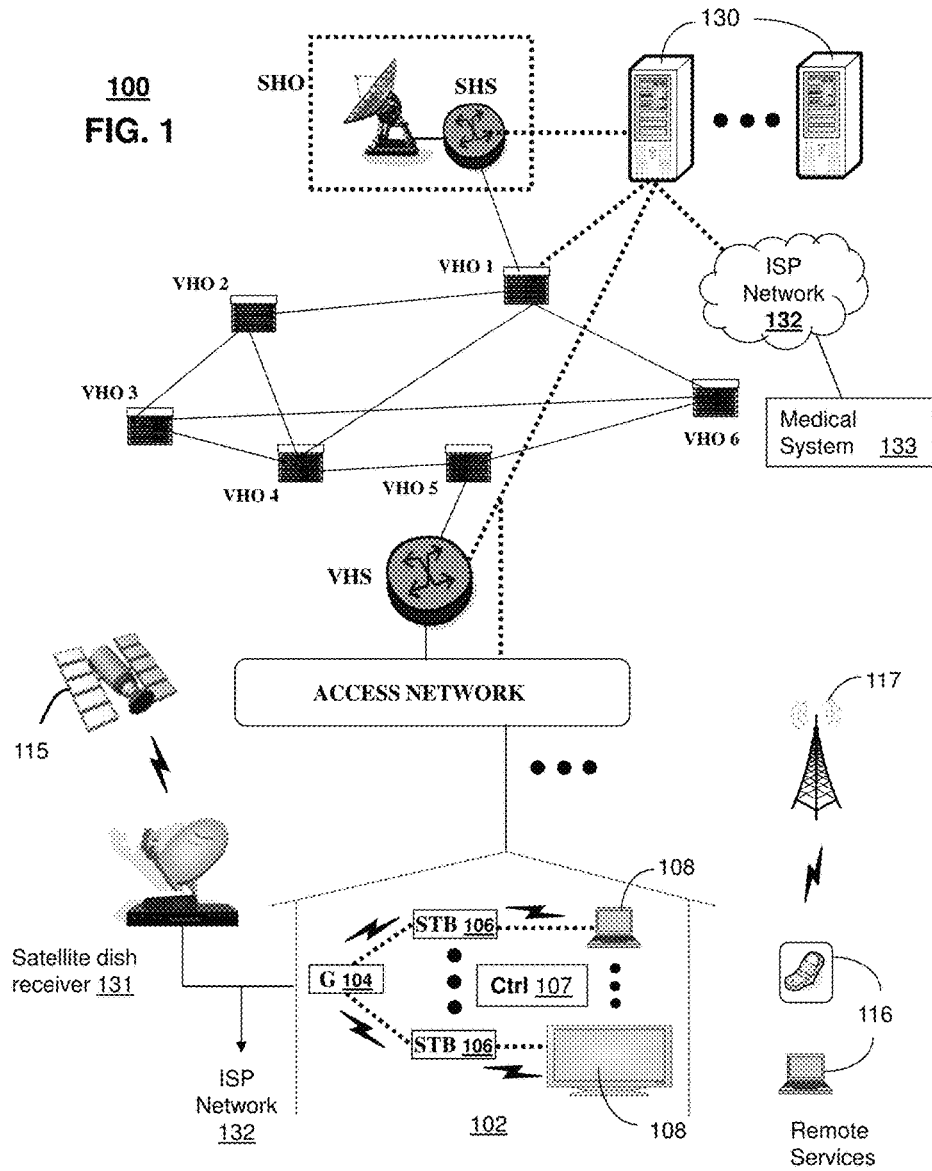 130
100
FIG. 1
SHO
SHS
VHO 1
VHO 2
ISP
Network
132
VHO 3
VHO 6
Medical
System 133
VHO 4
VHO 5
VHS
ACCESS NETWORK
115
117
108
STB 106
Satellite dish
receiver 131
G 104
Ctrl 107
116
STB 106
ISP
Network
132
102
108
Remote
Services